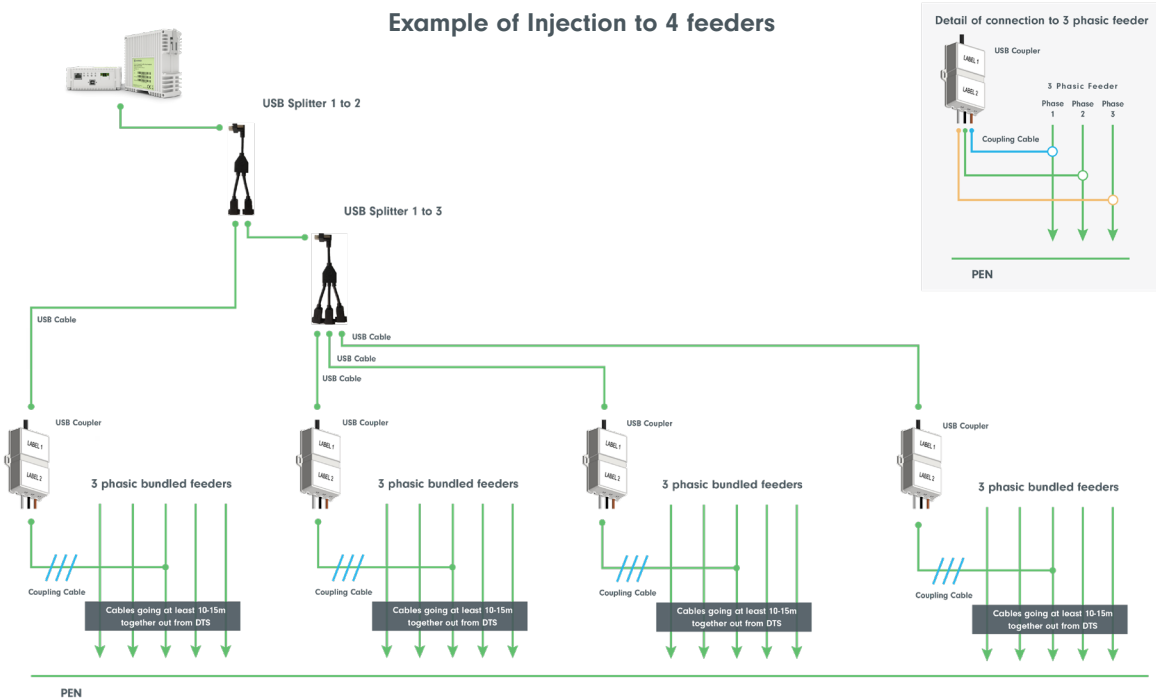 Example of Injection to 4 feeders
Detail of connection to 3 phasic feeder
USB Coupler
LABEL 1
LABEL 2
3 Phasic Feeder
Phase 1
Phase 2
Phase 3
Coupling Cable
PEN
USB Splitter 1 to 2
USB Splitter 1 to 3
USB Cable
USB Cable
USB Cable
USB Cable
USB Coupler
LABEL 1
LABEL 2
3 phasic bundled feeders
Coupling Cable
Cables going at least 10-15m
together out from DTS
USB Coupler
LABEL 1
LABEL 2
3 phasic bundled feeders
Coupling Cable
Cables going at least 10-15m
together out from DTS
USB Coupler
LABEL 1
LABEL 2
3 phasic bundled feeders
Coupling Cable
Cables going at least 10-15m
together out from DTS
USB Coupler
LABEL 1
LABEL 2
3 phasic bundled feeders
Coupling Cable
Cables going at least 10-15m
together out from DTS
PEN